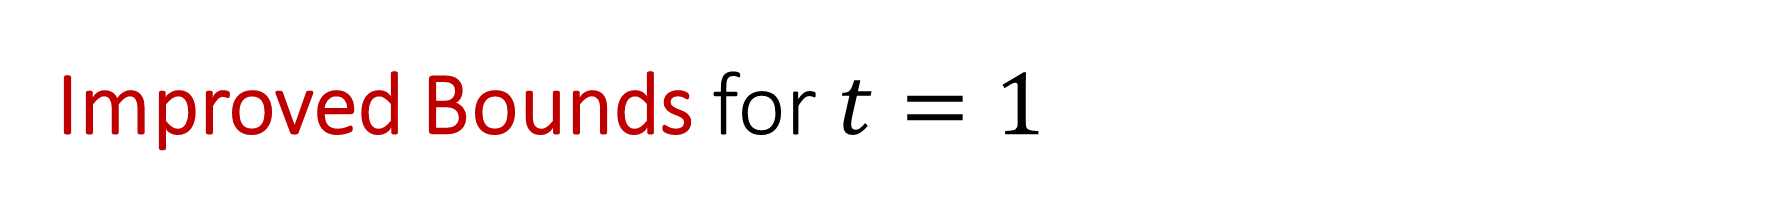 Improved Bounds for t = 1